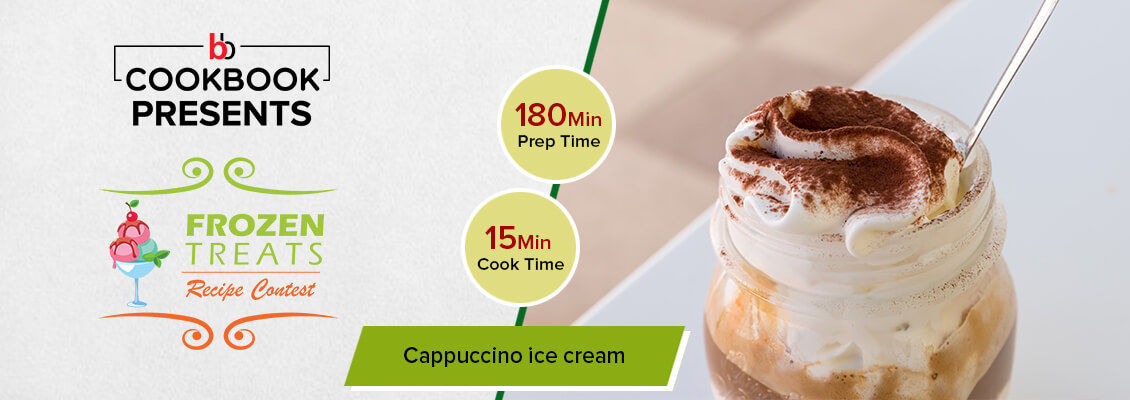 bb
COOKBOOK
PRESENTS
FROZEN
TREATS
Recipe Contest
180Min
Prep Time
15Min
Cook Time
Cappuccino ice cream